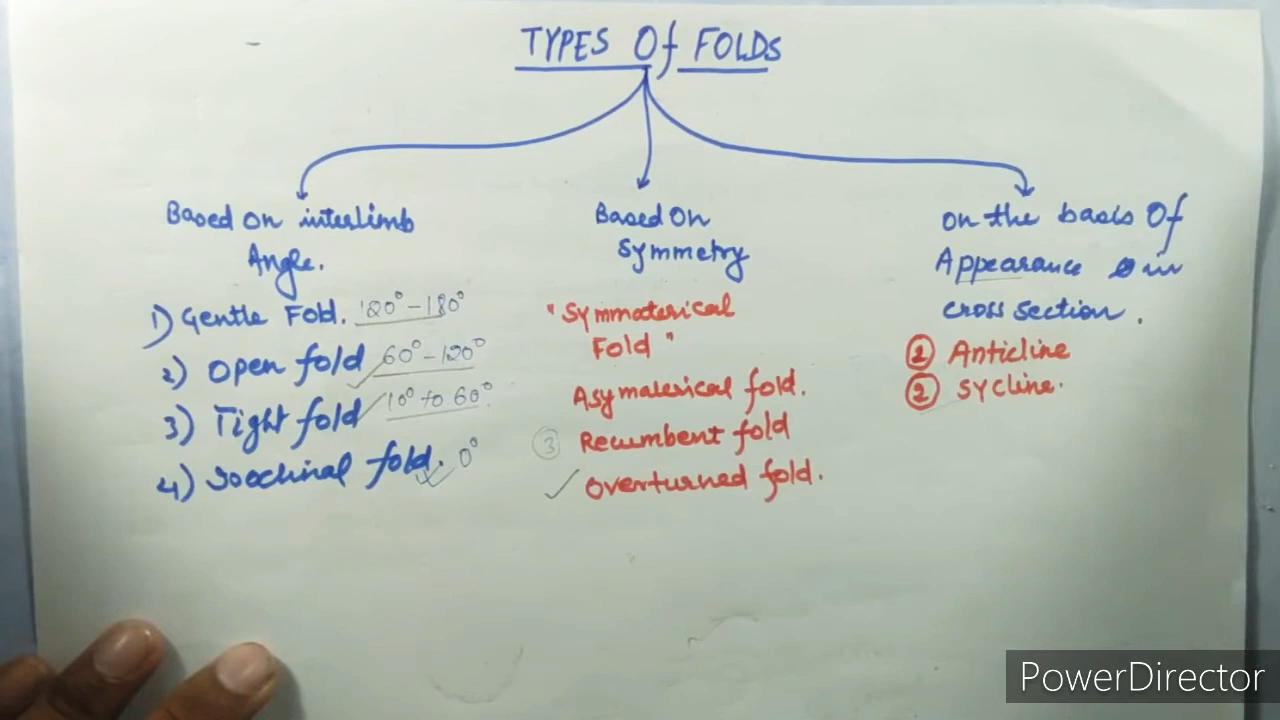 TYPES Of FOLDS
Based On interlimb
Angle.
1) Gentle Fold. 120° - 180°
2) Open fold 60° - 120°
3) Tight fold 10° to 60°
4) Isoclinal fold. 0°
Based On
Symmetry
"Symmaterical
Fold"
Asymaterical fold.
3 Recumbent fold
Overturned fold.
On the basis Of
Appearance in
cross section.
② Anticline
② Sycline.
PowerDirector